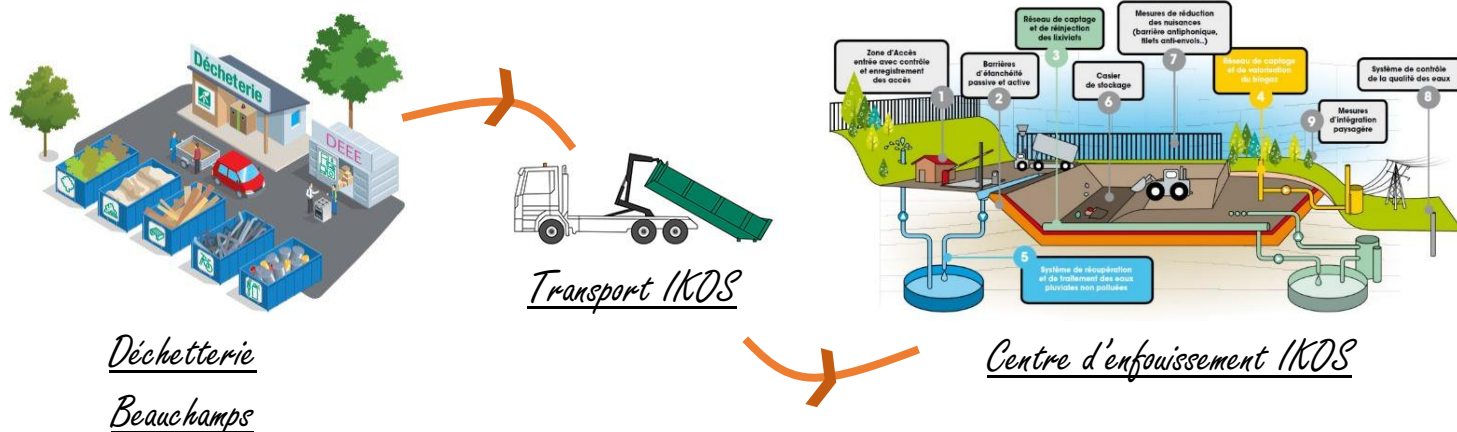 Déchetterie
DEEE
Déchetterie
Beauchamps
Transport IKOS
Zone d'Accès
entrée avec contrôle
et enregistrement
des accès
1
Barrières
d'étanchéité
passive et active
2
Réseau de captage
et de réinjection
des lixiviats
3
Casier
de stockage
6
Mesures de réduction
des nuisances
(barrière antiphonique,
filets anti-envols..)
7
Réseau de captage
et de valorisation
du biogaz
4
9
Mesures
d'intégration
paysagère
Système de contrôle
de la qualité des eaux
8
5
Système de récupération
et de traitement des eaux
pluviales non polluées
Centre d'enfouissement IKOS